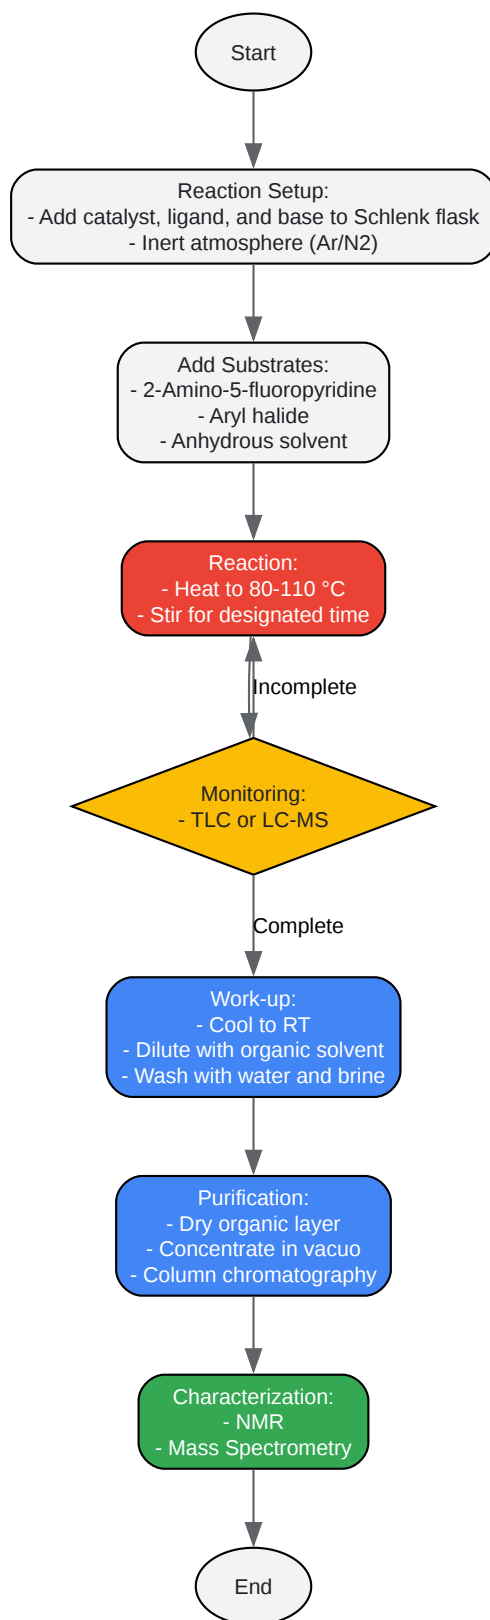 Start
Reaction Setup:
- Add catalyst, ligand, and base to Schlenk flask
- Inert atmosphere (Ar/N2)
Add Substrates:
- 2-Amino-5-fluoropyridine
- Aryl halide
- Anhydrous solvent
Reaction:
- Heat to 80-110 °C
- Stir for designated time
Incomplete
Monitoring:
- TLC or LC-MS
Complete
Work-up:
- Cool to RT
- Dilute with organic solvent
- Wash with water and brine
Purification:
- Dry organic layer
- Concentrate in vacuo
- Column chromatography
Characterization:
- NMR
- Mass Spectrometry
End